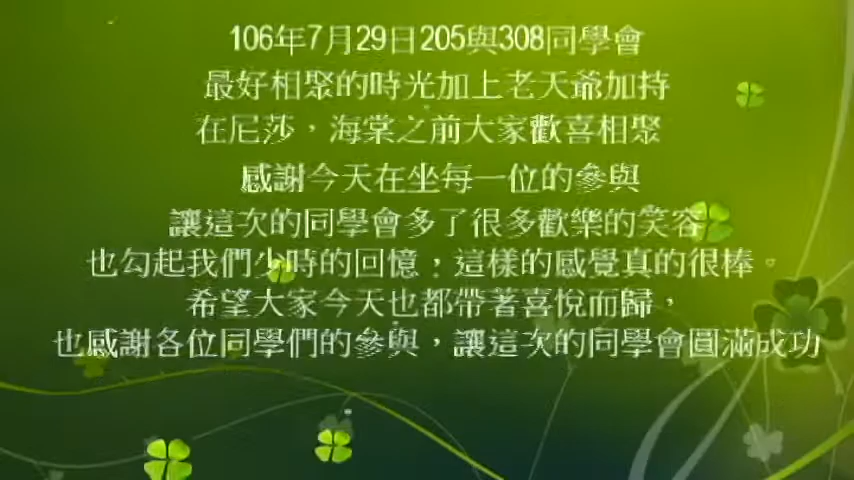 106年7月29日205與308同學會
最好相聚的時光加上老天爺加持
在尼莎，海棠之前大家歡喜相聚
感謝今天在坐每一位的參與
讓這次的同學會多了很多歡樂的笑容
也勾起我們少時的回憶；這樣的感覺真的很棒。
希望大家今天也都帶著喜悅而歸，
也感謝各位同學們的參與，讓這次的同學會圓滿成功